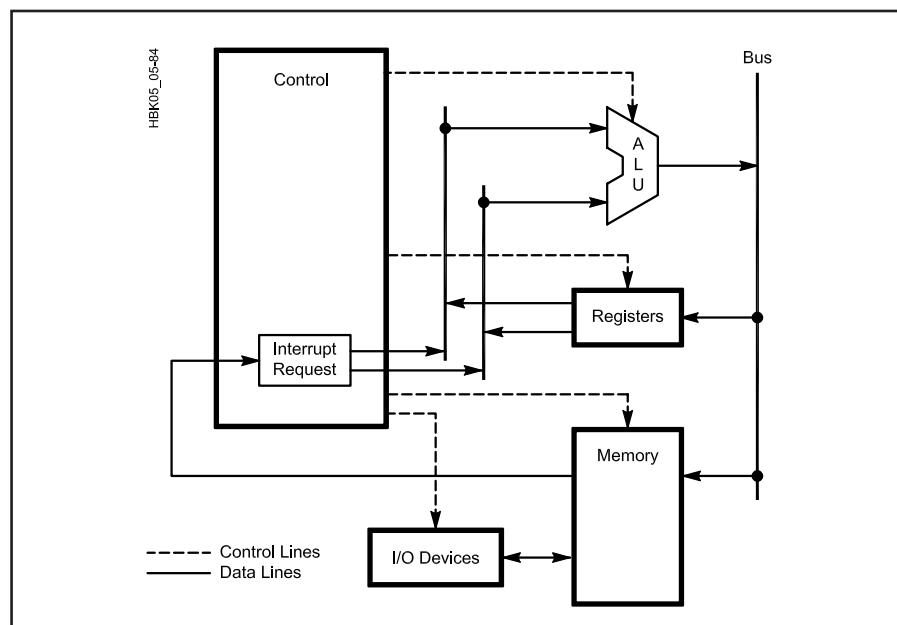 HBK05_05-84
Control
Bus
A
L
U
Registers
Interrupt
Request
Memory
I/O Devices
Control Lines
Data Lines